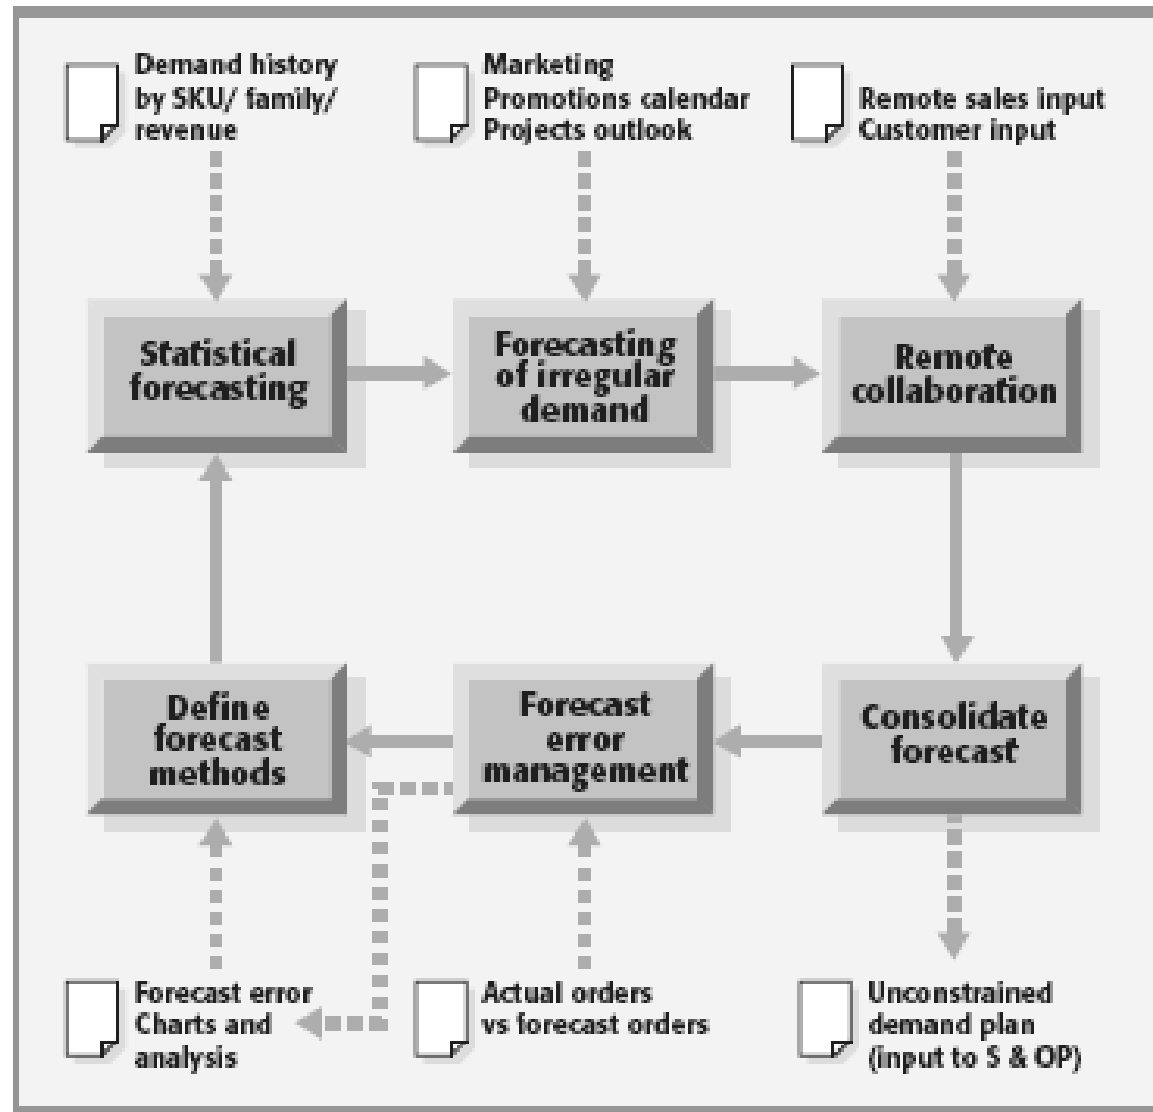 Demand history
by SKU/ family/
revenue
Marketing
Promotions calendar
Projects outlook
Remote sales input
Customer input
Statistical
forecasting
Forecasting
of irregular
demand
Remote
collaboration
Define
forecast
methods
Forecast
error
management
Consolidate
forecast
Forecast error
Charts and
analysis
Actual orders
vs forecast orders
Unconstrained
demand plan
(input to S & OP)